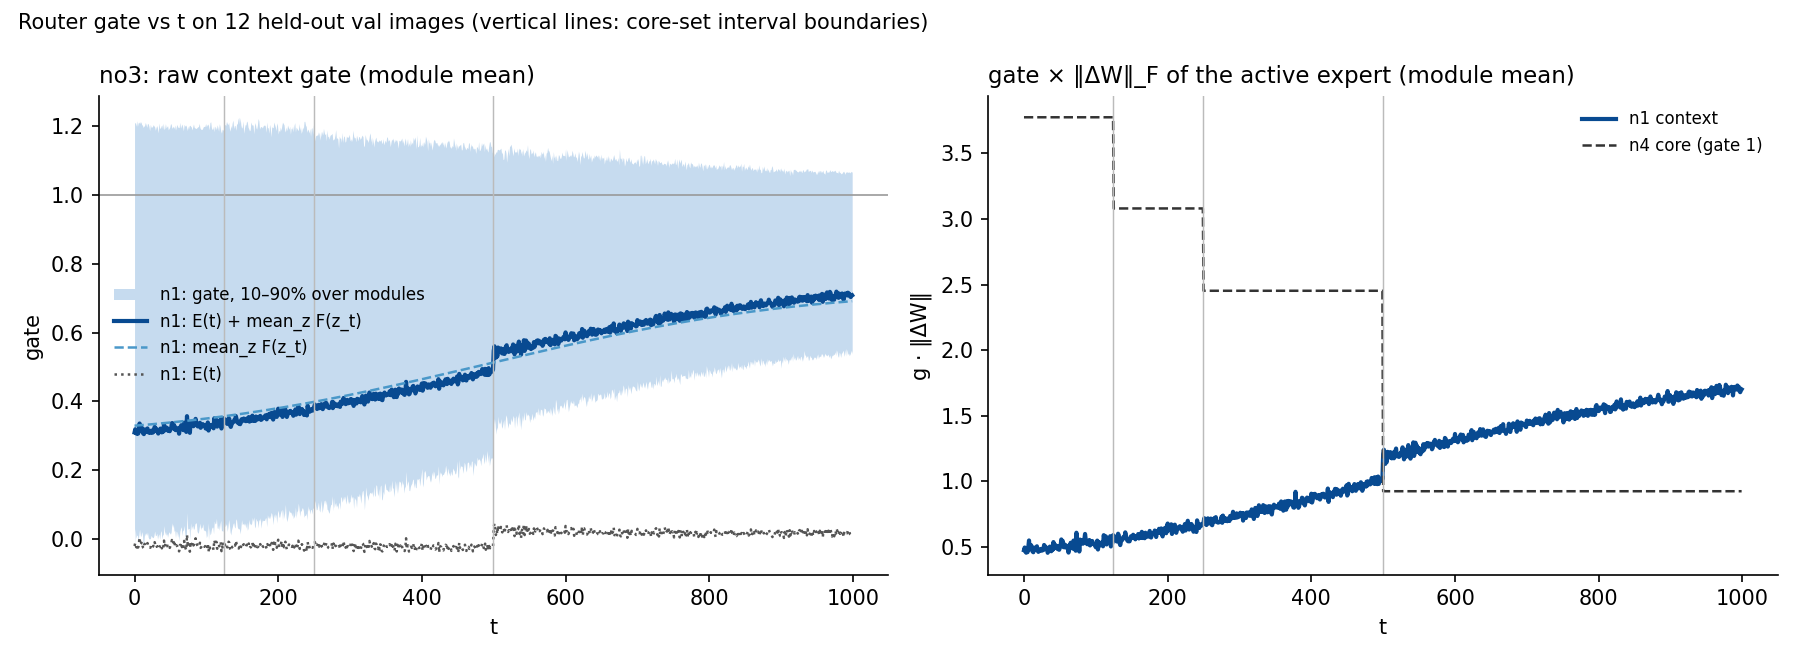 Router gate vs t on 12 held-out val images (vertical lines: core-set interval boundaries)
no3: raw context gate (module mean)
1.2
1.0
0.8
0.6
0.4
0.2
0.0
gate
n1: gate, 10–90% over modules
n1: E(t) + mean_z F(z_t)
n1: mean_z F(z_t)
n1: E(t)
0 200 400 600 800 1000
t
gate × ‖ΔW‖_F of the active expert (module mean)
3.5
3.0
2.5
2.0
1.5
1.0
0.5
g · ‖ΔW‖
n1 context
n4 core (gate 1)
0 200 400 600 800 1000
t